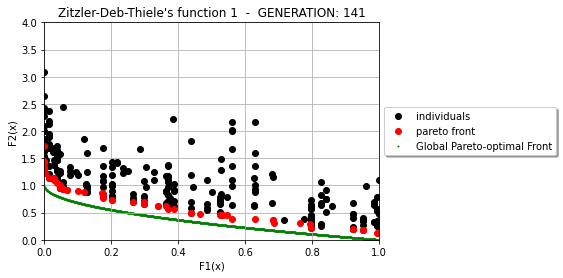 Zitzler-Deb-Thiele's function 1 - GENERATION: 141
4.0
3.5
3.0
2.5
2.0
1.5
1.0
0.5
0.0
F2(x)
0.0 0.2 0.4 0.6 0.8 1.0
F1(x)
individuals
pareto front
Global Pareto-optimal Front